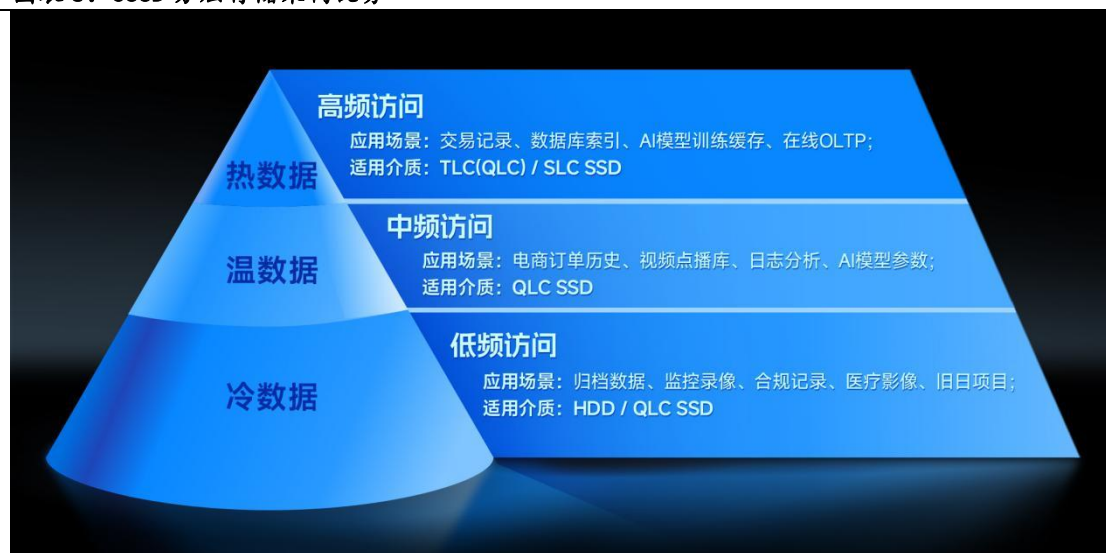 热数据
高频访问
应用场景：交易记录、数据库索引、AI模型训练缓存、在线OLTP；
适用介质：TLC(QLC) / SLC SSD
温数据
中频访问
应用场景：电商订单历史、视频点播库、日志分析、AI模型参数；
适用介质：QLC SSD
冷数据
低频访问
应用场景：归档数据、监控录像、合规记录、医疗影像、旧日项目；
适用介质：HDD / QLC SSD